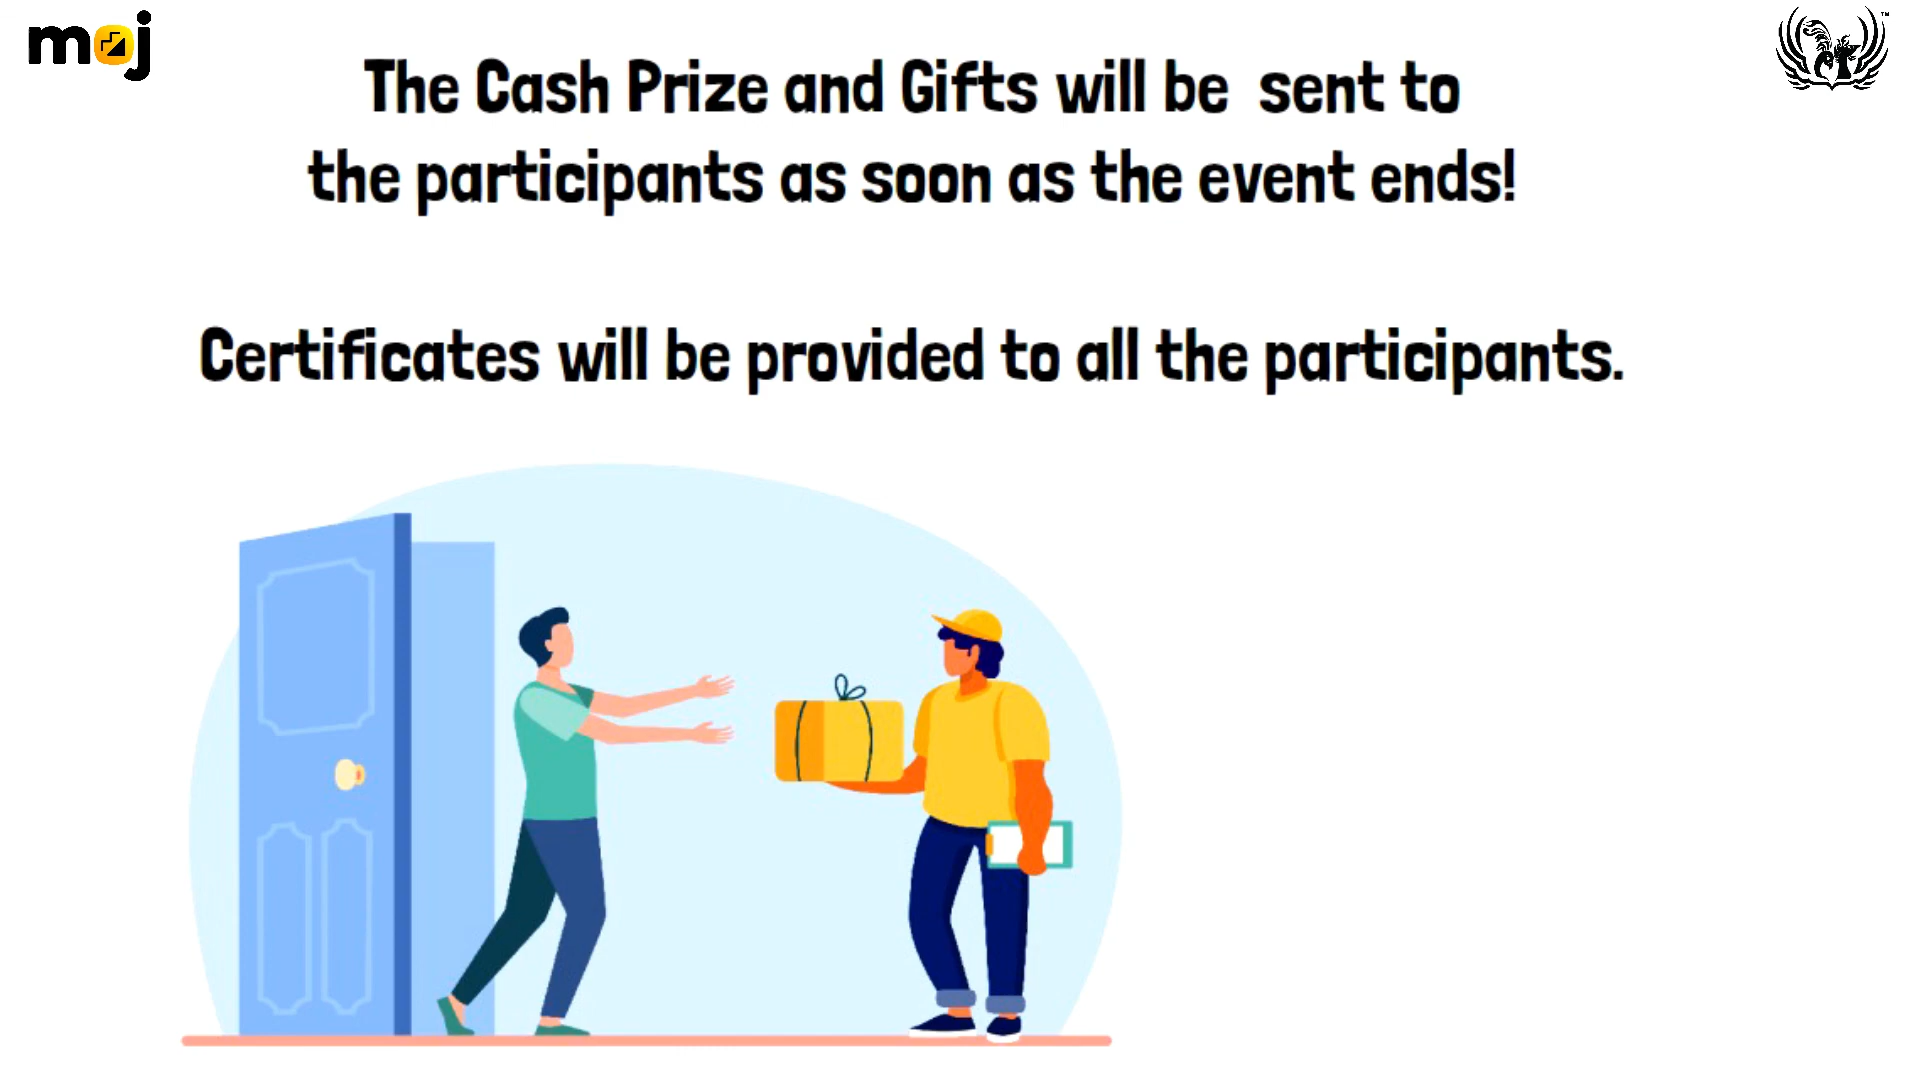 moj
TM
The Cash Prize and Gifts will be sent to
the participants as soon as the event ends!
Certificates will be provided to all the participants.